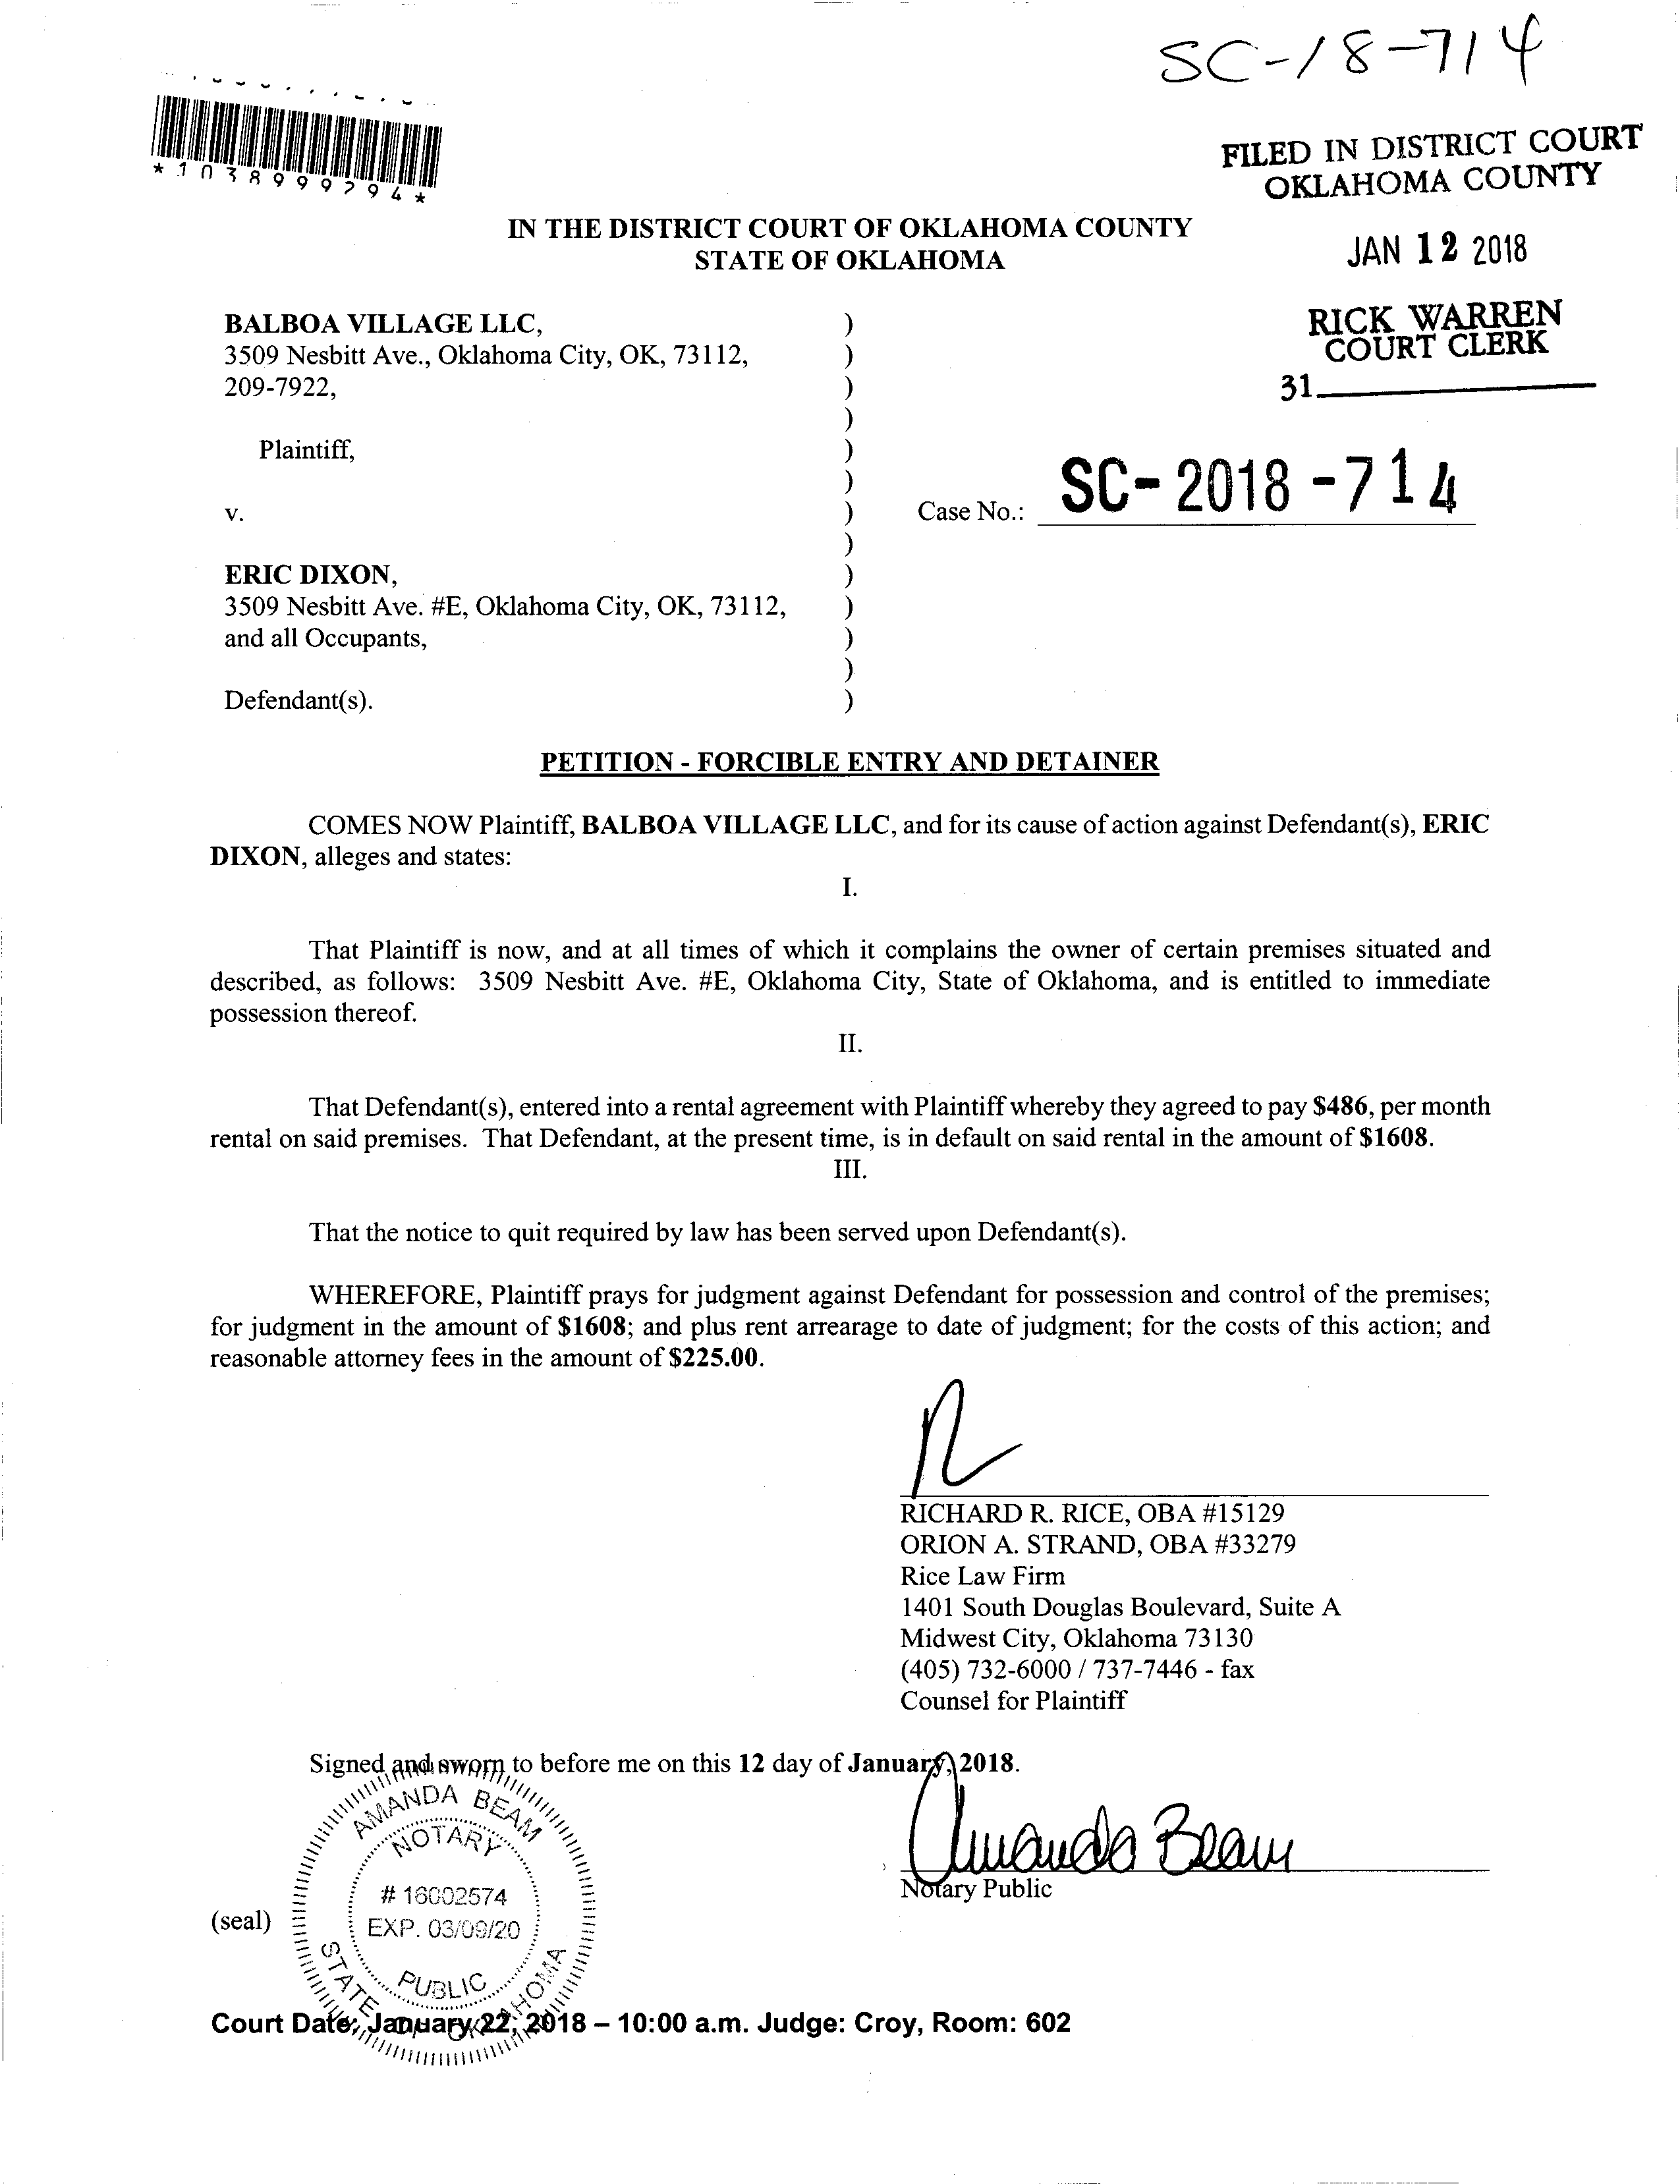 SC-18-714
*1038999294*
FILED IN DISTRICT COURT
OKLAHOMA COUNTY
JAN 12 2018
RICK WARREN
COURT CLERK
31
IN THE DISTRICT COURT OF OKLAHOMA COUNTY
STATE OF OKLAHOMA
BALBOA VILLAGE LLC, )
3509 Nesbitt Ave., Oklahoma City, OK, 73112, )
209-7922, )
)
Plaintiff, )
)
v. ) Case No.: SC-2018-714
)
ERIC DIXON, )
3509 Nesbitt Ave. #E, Oklahoma City, OK, 73112, )
and all Occupants, )
)
Defendant(s). )
PETITION - FORCIBLE ENTRY AND DETAINER
COMES NOW Plaintiff, BALBOA VILLAGE LLC, and for its cause of action against Defendant(s), ERIC
DIXON, alleges and states:
I.
That Plaintiff is now, and at all times of which it complains the owner of certain premises situated and
described, as follows: 3509 Nesbitt Ave. #E, Oklahoma City, State of Oklahoma, and is entitled to immediate
possession thereof.
II.
That Defendant(s), entered into a rental agreement with Plaintiff whereby they agreed to pay $486, per month
rental on said premises. That Defendant, at the present time, is in default on said rental in the amount of $1608.
III.
That the notice to quit required by law has been served upon Defendant(s).
WHEREFORE, Plaintiff prays for judgment against Defendant for possession and control of the premises;
for judgment in the amount of $1608; and plus rent arrearage to date of judgment; for the costs of this action; and
reasonable attorney fees in the amount of $225.00.
RICHARD R. RICE, OBA #15129
ORION A. STRAND, OBA #33279
Rice Law Firm
1401 South Douglas Boulevard, Suite A
Midwest City, Oklahoma 73130
(405) 732-6000 / 737-7446 - fax
Counsel for Plaintiff
Signed and sworn to before me on this 12 day of January, 2018.
Amanda Beam
Notary Public
(seal)
AMANDA BEAM
NOTARY
# 16002574
EXP. 03/09/20
PUBLIC
STATE OF OKLAHOMA
Court Date: January 22, 2018 – 10:00 a.m. Judge: Croy, Room: 602